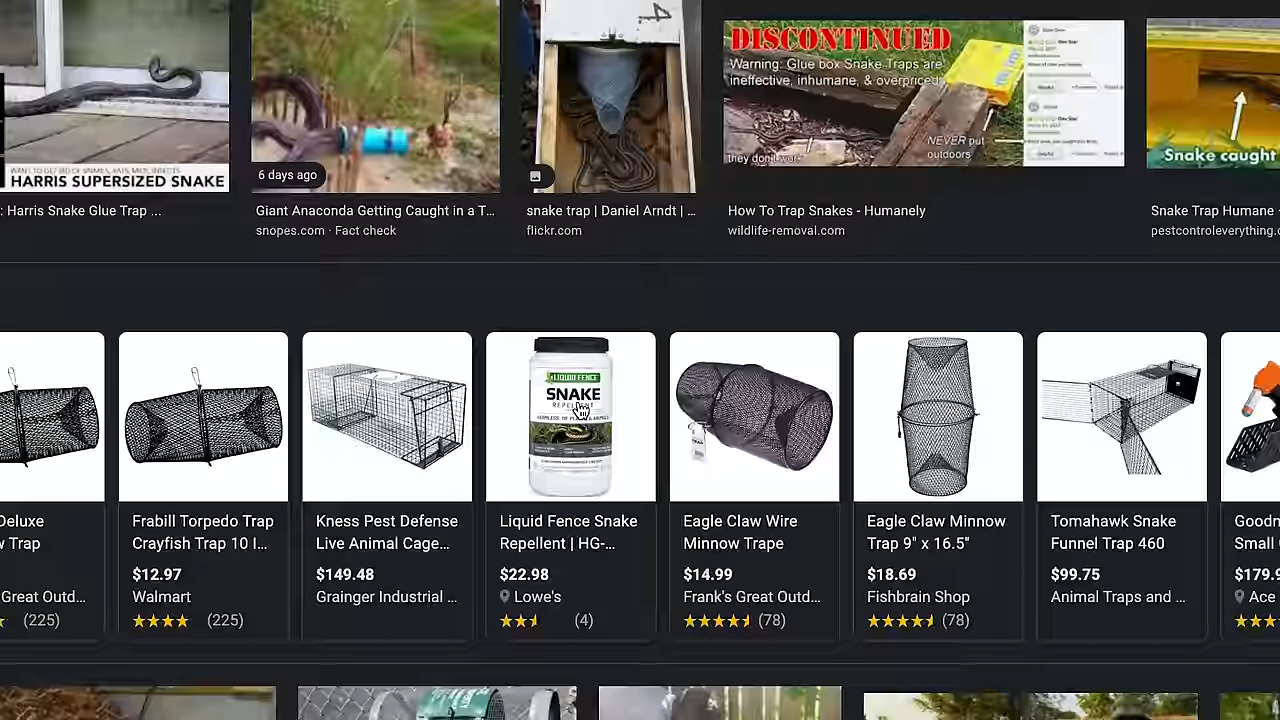 4
DISCONTINUED
Warning: Glue box Snake Traps are
ineffective, inhumane, & overpriced
NEVER put
outdoors
they don't work
Snake caught
HARRIS SUPERSIZED SNAKE
6 days ago
: Harris Snake Glue Trap ...
Giant Anaconda Getting Caught in a T...
snopes.com · Fact check
snake trap | Daniel Arndt | ...
flickr.com
How To Trap Snakes - Humanely
wildlife-removal.com
Snake Trap Humane
pestcontroleverything.c
LIQUID FENCE
SNAKE
Deluxe
w Trap
Great Outd...
(225)
Frabill Torpedo Trap
Crayfish Trap 10 I...
$12.97
Walmart
(225)
Kness Pest Defense
Live Animal Cage...
$149.48
Grainger Industrial ...
Liquid Fence Snake
Repellent | HG-...
$22.98
Lowe's
(4)
Eagle Claw Wire
Minnow Trape
$14.99
Frank's Great Outd...
(78)
Eagle Claw Minnow
Trap 9" x 16.5"
$18.69
Fishbrain Shop
(78)
Tomahawk Snake
Funnel Trap 460
$99.75
Animal Traps and ...
Goodn
Small
$179.9
Ace